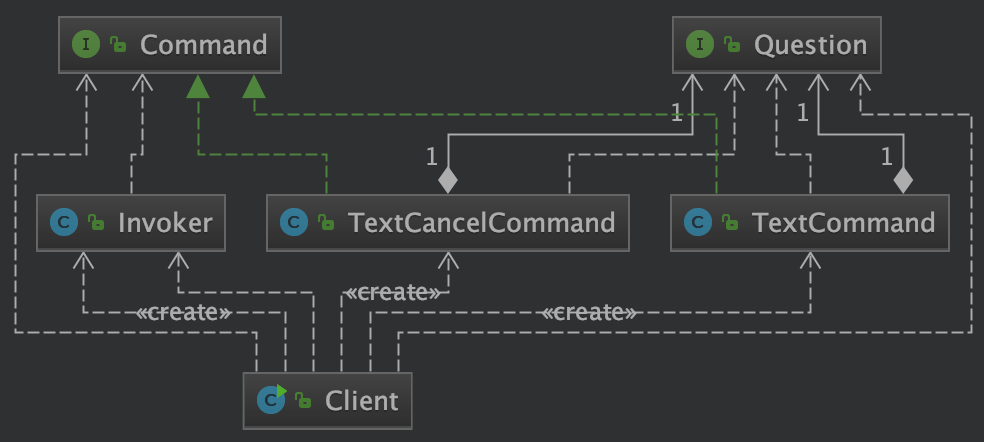 I Command
I Question
1
1
1
1
C Invoker
C TextCancelCommand
C TextCommand
«create»
«create»
«create»
C Client